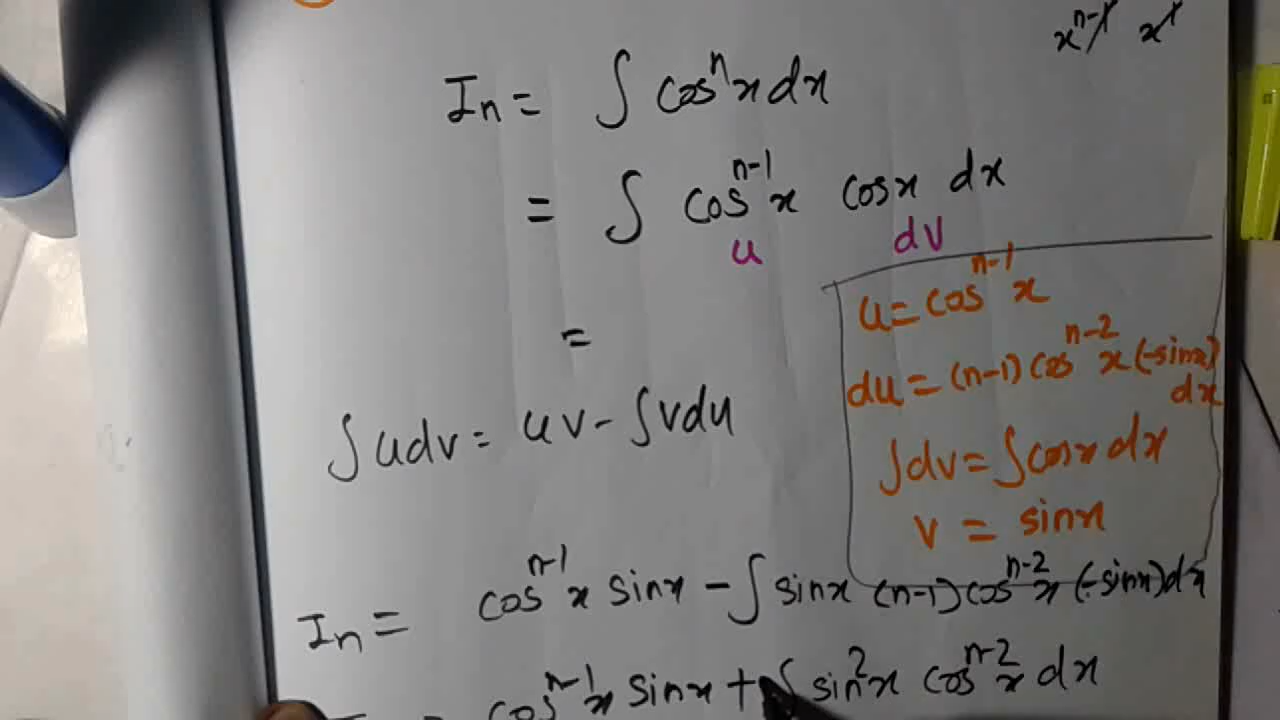 xⁿ⁻¹ x¹
Iₙ = ∫ cosⁿx dx
= ∫ cosⁿ⁻¹x cosx dx
u dv
u = cosⁿ⁻¹x
=
du = (n-1) cosⁿ⁻²x (-sinx) dx
∫ u dv = uv - ∫ v du
∫ dv = ∫ cosx dx
v = sinx
Iₙ = cosⁿ⁻¹x sinx - ∫ sinx (n-1) cosⁿ⁻²x (-sinx) dx
= cosⁿ⁻¹x sinx + ∫ sin²x cosⁿ⁻²x dx